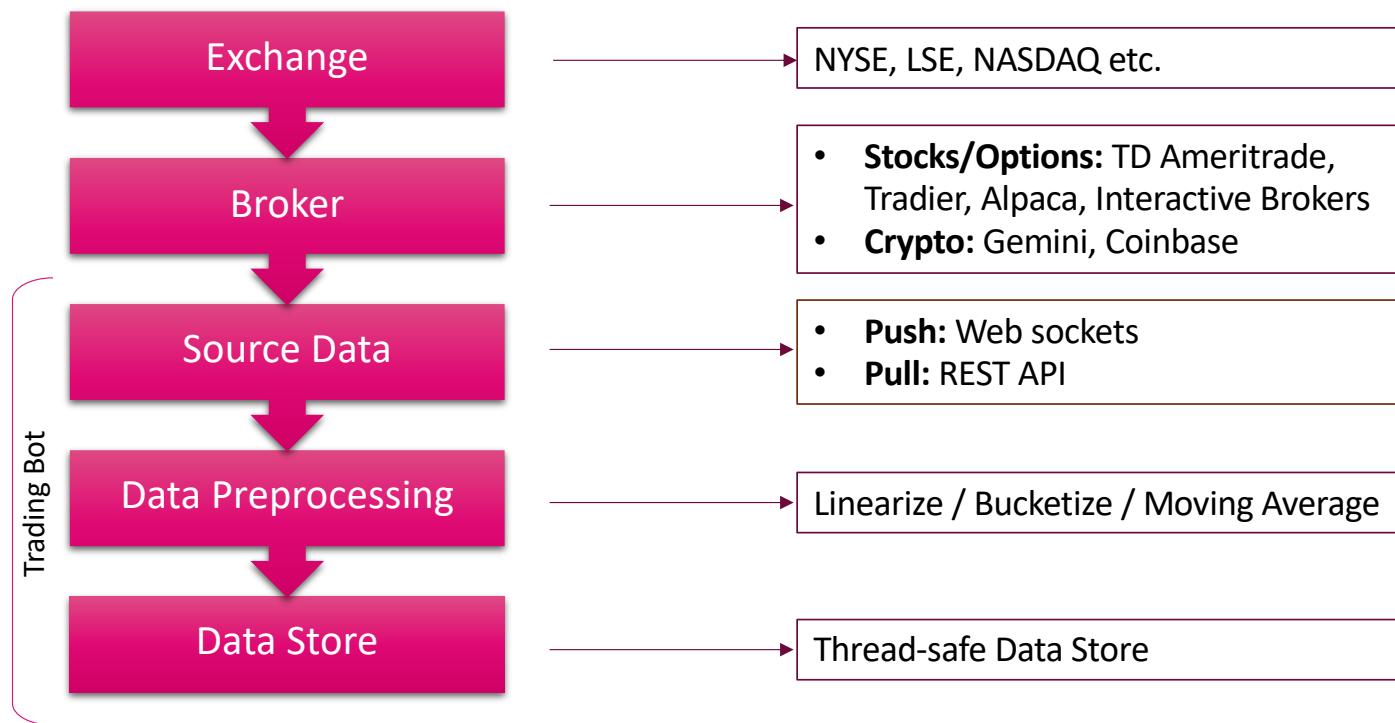 Exchange
NYSE, LSE, NASDAQ etc.
Broker
• Stocks/Options: TD Ameritrade,
Tradier, Alpaca, Interactive Brokers
• Crypto: Gemini, Coinbase
Trading Bot
Source Data
• Push: Web sockets
• Pull: REST API
Data Preprocessing
Linearize / Bucketize / Moving Average
Data Store
Thread-safe Data Store